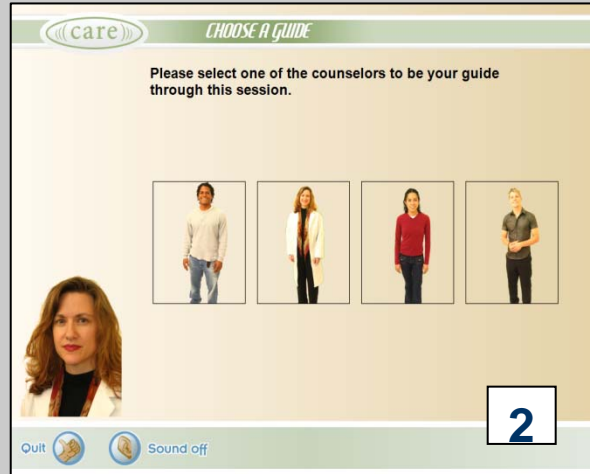 ((care))
CHOOSE A GUIDE
Please select one of the counselors to be your guide
through this session.
2
Quit
Sound off